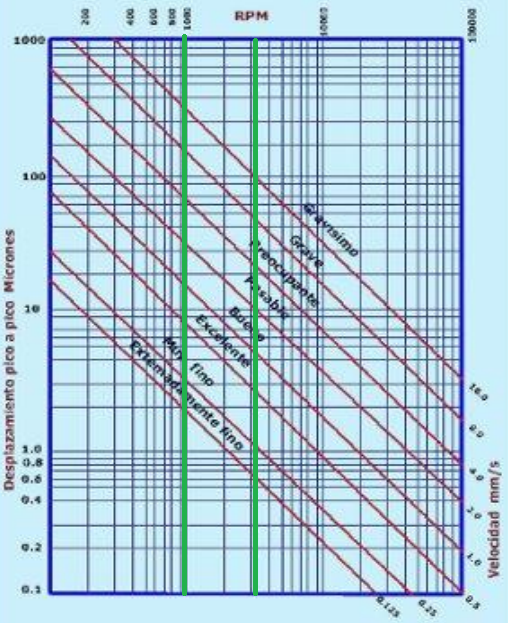 RPM
200
400
600
800
1000
10000
100000
1000
100
10
1.0
0.8
0.6
0.4
0.2
0.1
Desplazamiento pico a pico Micrones
Gravisimo
Grave
Preocupante
Pasable
Bueno
Excelente
Muy fino
Extemadamente fino
16.0
8.0
4.0
2.0
1.0
0.5
0.25
0.125
Velocidad mm/s